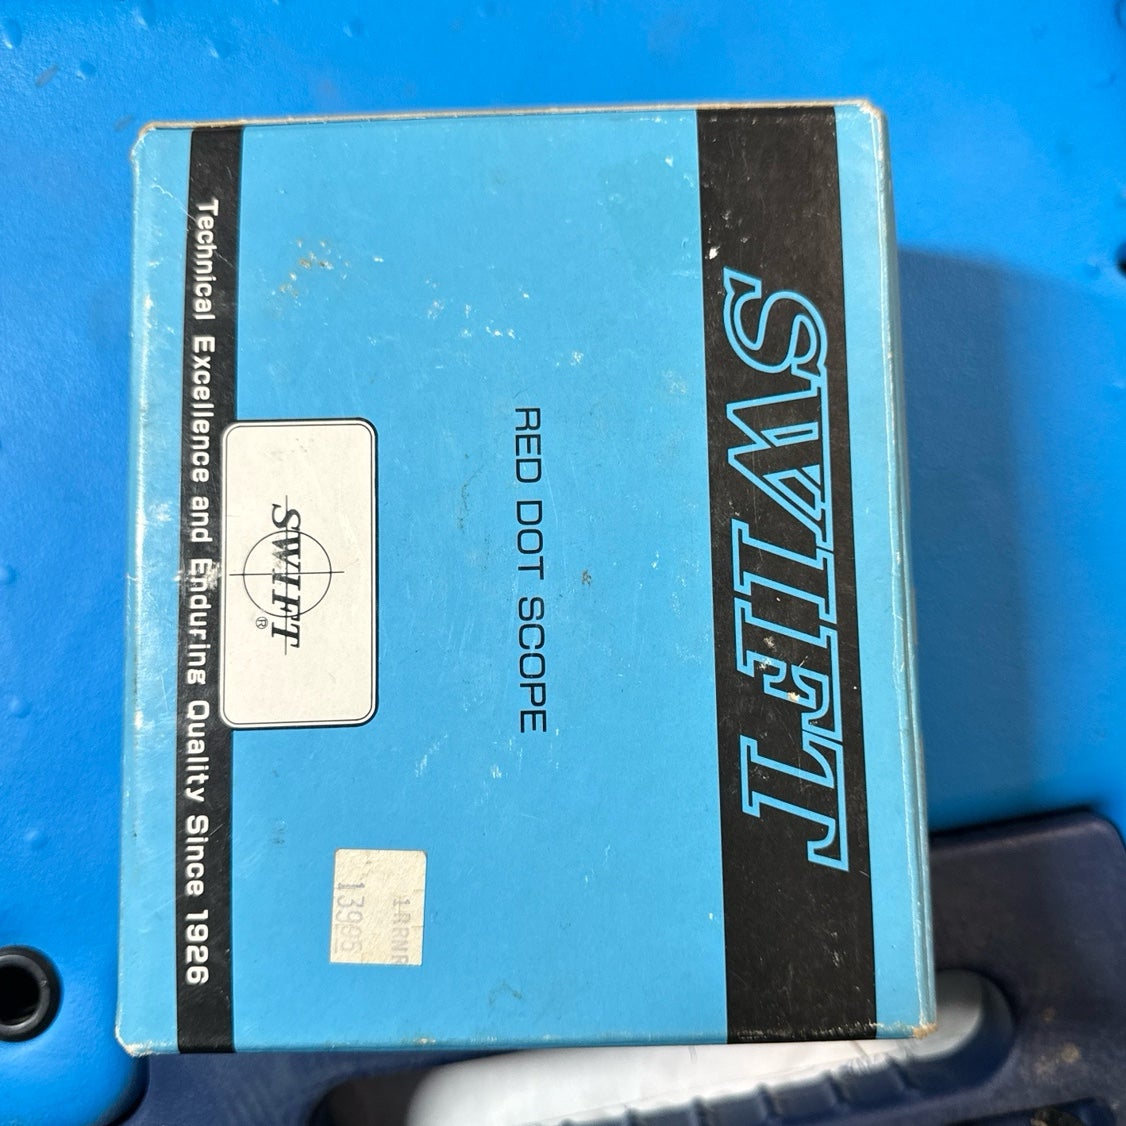 SWIFT
RED DOT SCOPE
SWIFT®
Technical Excellence and Enduring Quality Since 1926
13995